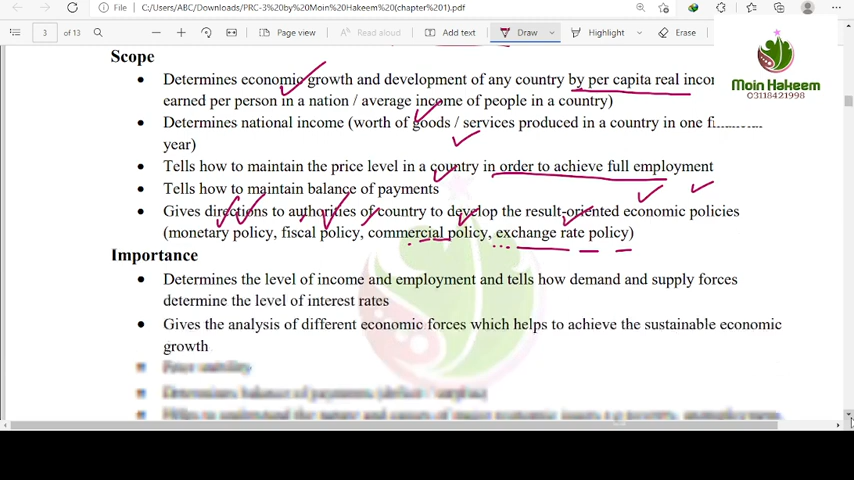 File
C:/Users/ABC/Downloads/PRC-3%20by%20Moin%20Hakeem%20(chapter%201).pdf
3 of 13
Page view
Read aloud
Add text
Draw
Highlight
Erase
Moin Hakeem
03118421998
Scope
• Determines economic growth and development of any country by per capita real
earned per person in a nation / average income of people in a country)
• Determines national income (worth of goods / services produced in a country in one
year)
• Tells how to maintain the price level in a country in order to achieve full employment
• Tells how to maintain balance of payments
• Gives directions to authorities of country to develop the result-oriented economic policies
(monetary policy, fiscal policy, commercial policy, exchange rate policy)
Importance
• Determines the level of income and employment and tells how demand and supply forces
determine the level of interest rates
• Gives the analysis of different economic forces which helps to achieve the sustainable economic
growth